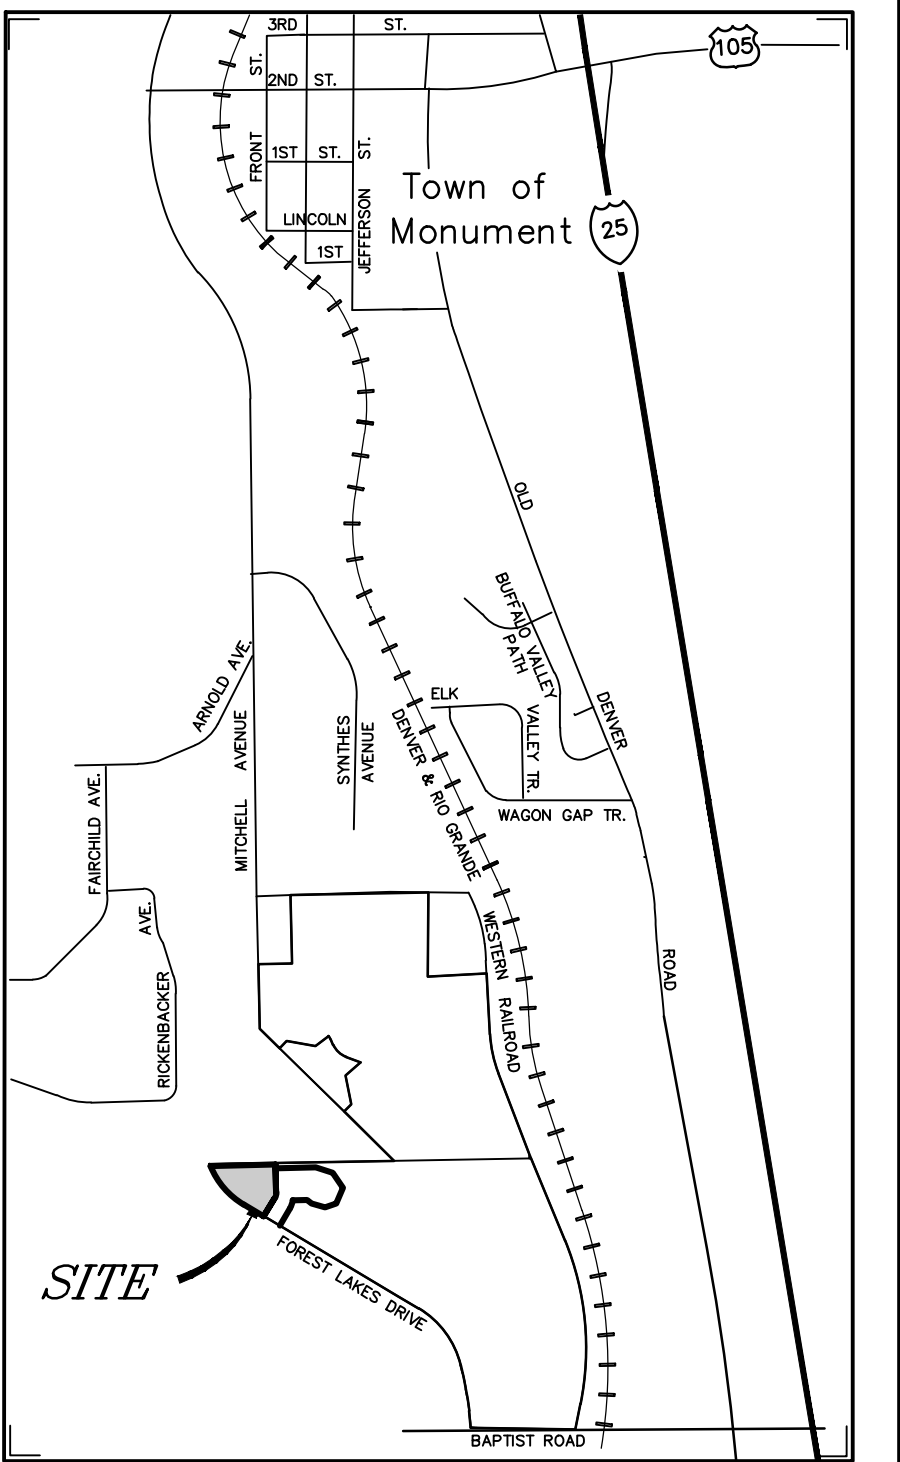 3RD ST.
105
FRONT ST.
2ND ST.
1ST ST.
JEFFERSON ST.
LINCOLN
1ST
Town of
Monument
25
OLD DENVER ROAD
BUFFALO VALLEY
PATH
ARNOLD AVE.
ELK VALLEY TR.
MITCHELL AVENUE
SYNTHES
AVENUE
DENVER & RIO GRANDE WESTERN RAILROAD
WAGON GAP TR.
FAIRCHILD AVE.
RICKENBACKER AVE.
SITE
FOREST LAKES DRIVE
BAPTIST ROAD